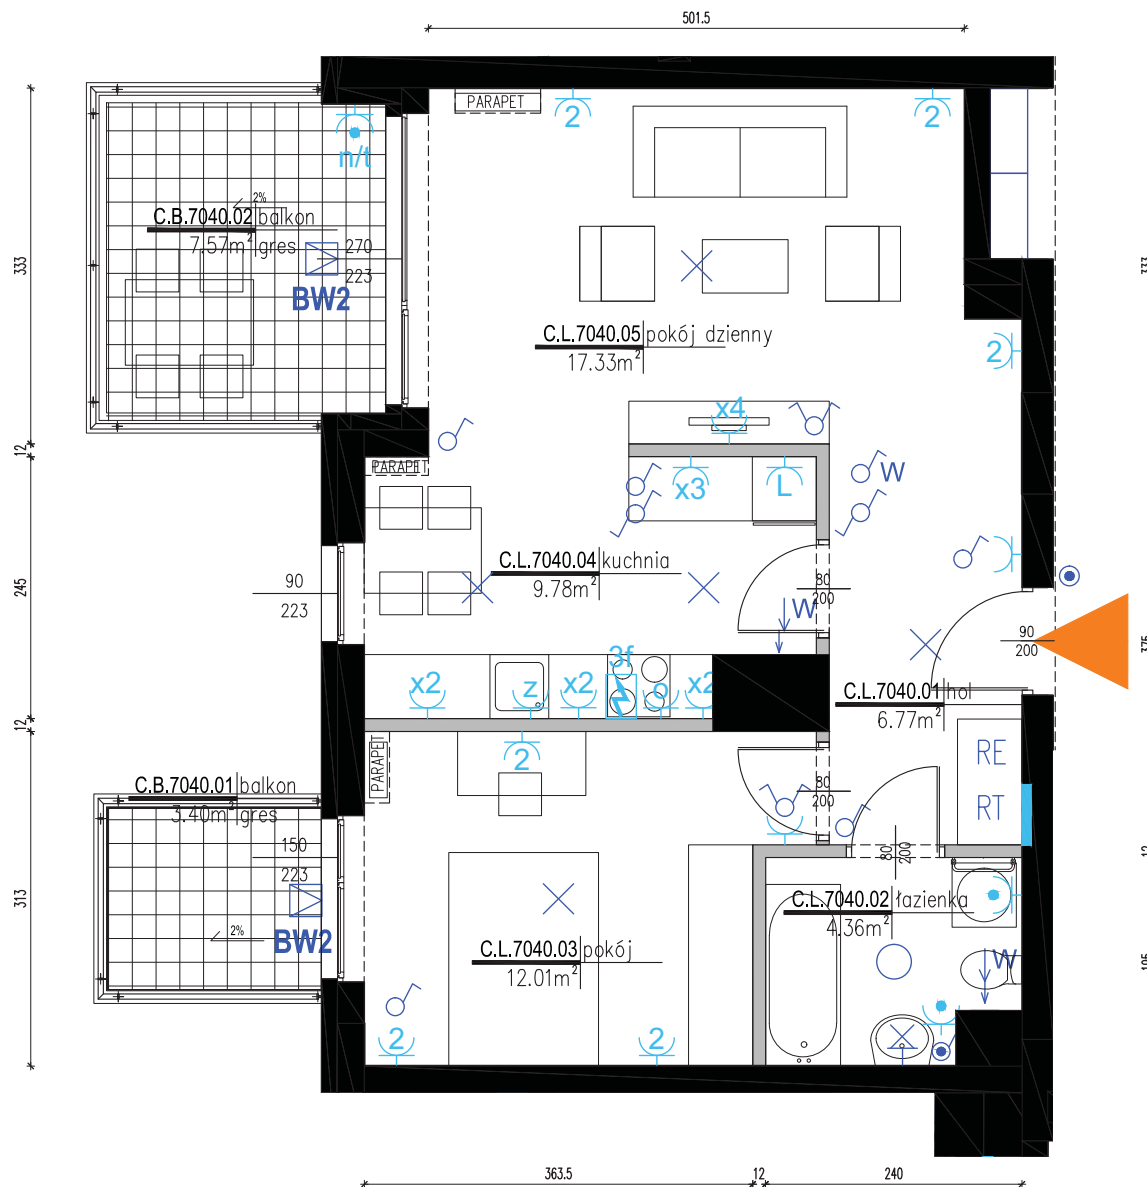 501.5
PARAPET
2
2
n/t
2%
C.B.7040.02 balkon
7.57m² gres
270
223
BW2
333
333
C.L.7040.05 pokój dzienny
17.33m²
2
x4
12
PARAPET
x3
L
W
C.L.7040.04 kuchnia
9.78m²
90
223
245
80
200
W
90
200
375
3f
x2
z
x2
o
x2
C.L.7040.01 hol
6.77m²
12
2
PARAPET
RE
RT
C.B.7040.01 balkon
3.40m² gres
80
200
150
223
80
200
12
313
C.L.7040.02 łazienka
4.36m²
2%
BW2
C.L.7040.03 pokój
12.01m²
W
195
2
2
363.5
12
240